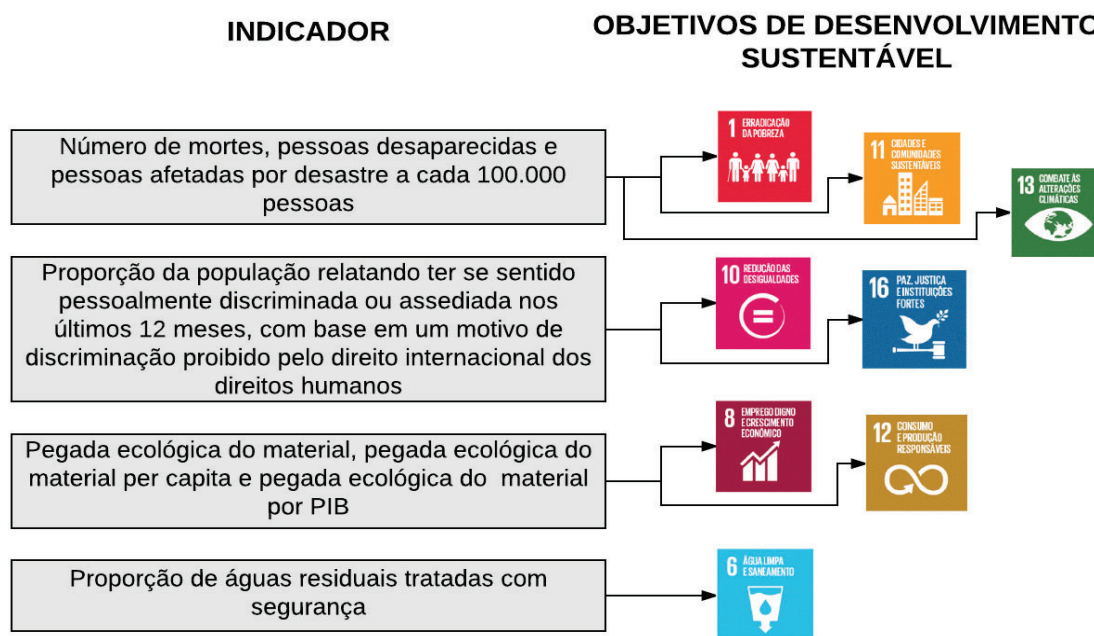 INDICADOR
OBJETIVOS DE DESENVOLVIMENTO
SUSTENTÁVEL
Número de mortes, pessoas desaparecidas e
pessoas afetadas por desastre a cada 100.000
pessoas
1 ERRADICAÇÃO
DA POBREZA
11 CIDADES E
COMUNIDADES
SUSTENTÁVEIS
13 COMBATE ÀS
ALTERAÇÕES
CLIMÁTICAS
Proporção da população relatando ter se sentido
pessoalmente discriminada ou assediada nos
últimos 12 meses, com base em um motivo de
discriminação proibido pelo direito internacional dos
direitos humanos
10 REDUÇÃO DAS
DESIGUALDADES
16 PAZ, JUSTIÇA
E INSTITUIÇÕES
FORTES
Pegada ecológica do material, pegada ecológica do
material per capita e pegada ecológica do material
por PIB
8 EMPREGO DIGNO
E CRESCIMENTO
ECONÓMICO
12 CONSUMO
E PRODUÇÃO
RESPONSÁVEIS
Proporção de águas residuais tratadas com
segurança
6 ÁGUA LIMPA
E SANEAMENTO